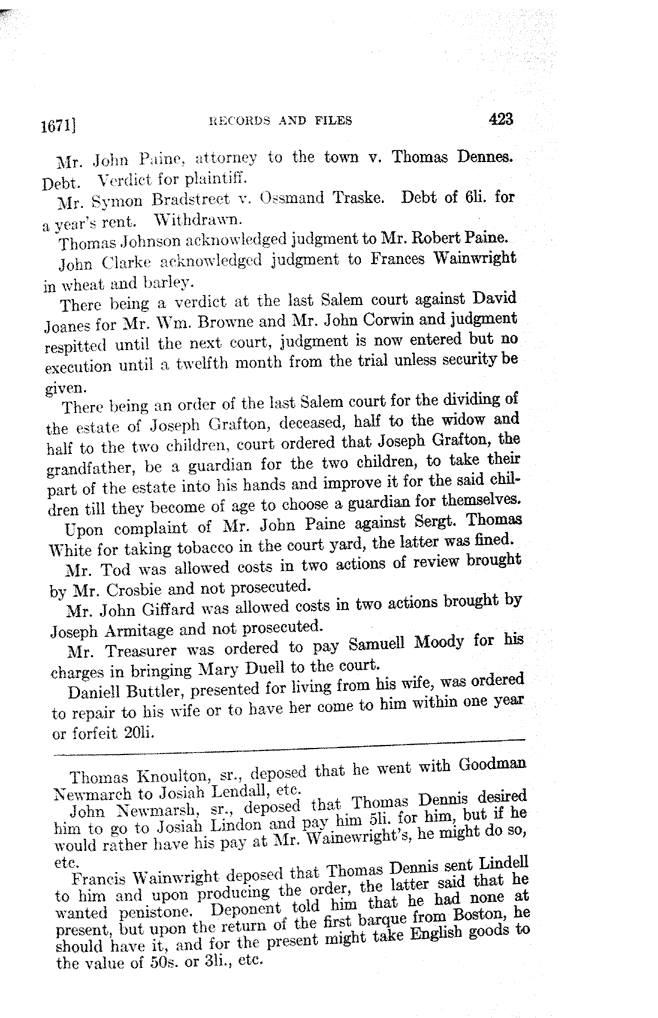 1671]
RECORDS AND FILES
423
Mr. John Paine, attorney to the town v. Thomas Dennes.
Debt. Verdict for plaintiff.
Mr. Symon Bradstreet v. Ossmand Traske. Debt of 6li. for
a year's rent. Withdrawn.
Thomas Johnson acknowledged judgment to Mr. Robert Paine.
John Clarke acknowledged judgment to Frances Wainwright
in wheat and barley.
There being a verdict at the last Salem court against David
Joanes for Mr. Wm. Browne and Mr. John Corwin and judgment
respitted until the next court, judgment is now entered but no
execution until a twelfth month from the trial unless security be
given.
There being an order of the last Salem court for the dividing of
the estate of Joseph Grafton, deceased, half to the widow and
half to the two children, court ordered that Joseph Grafton, the
grandfather, be a guardian for the two children, to take their
part of the estate into his hands and improve it for the said chil-
dren till they become of age to choose a guardian for themselves.
Upon complaint of Mr. John Paine against Sergt. Thomas
White for taking tobacco in the court yard, the latter was fined.
Mr. Tod was allowed costs in two actions of review brought
by Mr. Crosbie and not prosecuted.
Mr. John Giffard was allowed costs in two actions brought by
Joseph Armitage and not prosecuted.
Mr. Treasurer was ordered to pay Samuell Moody for his
charges in bringing Mary Duell to the court.
Daniell Buttler, presented for living from his wife, was ordered
to repair to his wife or to have her come to him within one year
or forfeit 20li.
Thomas Knoulton, sr., deposed that he went with Goodman
Newmarch to Josiah Lendall, etc.
John Newmarsh, sr., deposed that Thomas Dennis desired
him to go to Josiah Lindon and pay him 5li. for him, but if he
would rather have his pay at Mr. Wainewright's, he might do so,
etc.
Francis Wainwright deposed that Thomas Dennis sent Lindell
to him and upon producing the order, the latter said that he
wanted penistone. Deponent told him that he had none at
present, but upon the return of the first barque from Boston, he
should have it, and for the present might take English goods to
the value of 50s. or 3li., etc.